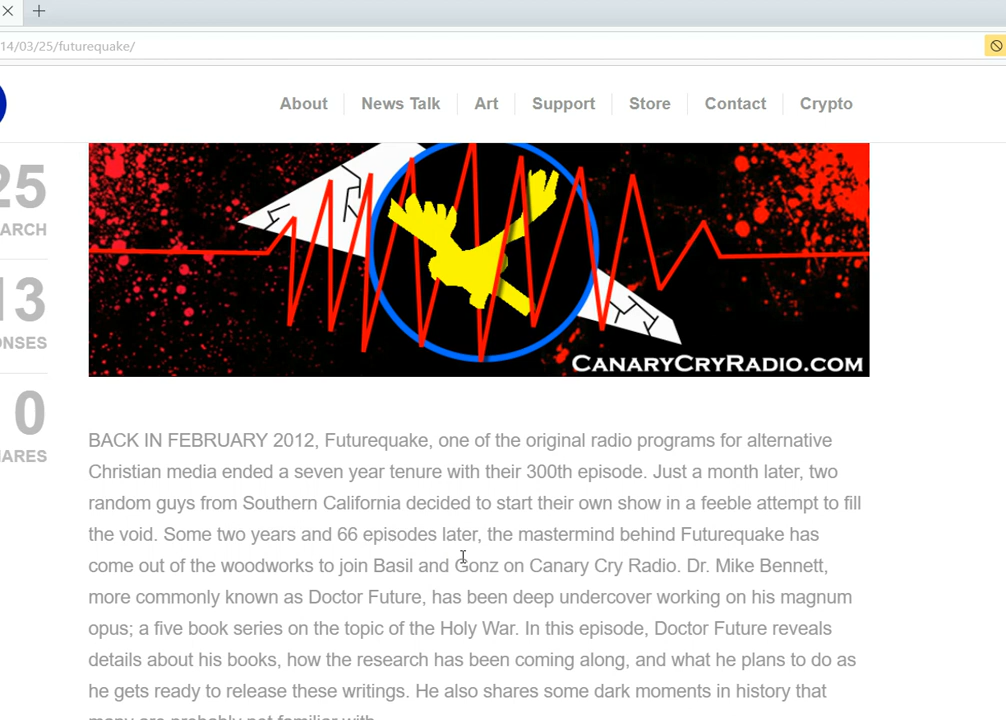 14/03/25/futurequake/
About News Talk Art Support Store Contact Crypto
25
ARCH
13
ONSES
0
ARES
CANARYCRYRADIO.COM
BACK IN FEBRUARY 2012, Futurequake, one of the original radio programs for alternative
Christian media ended a seven year tenure with their 300th episode. Just a month later, two
random guys from Southern California decided to start their own show in a feeble attempt to fill
the void. Some two years and 66 episodes later, the mastermind behind Futurequake has
come out of the woodworks to join Basil and Gonz on Canary Cry Radio. Dr. Mike Bennett,
more commonly known as Doctor Future, has been deep undercover working on his magnum
opus; a five book series on the topic of the Holy War. In this episode, Doctor Future reveals
details about his books, how the research has been coming along, and what he plans to do as
he gets ready to release these writings. He also shares some dark moments in history that
many are probably not familiar with.